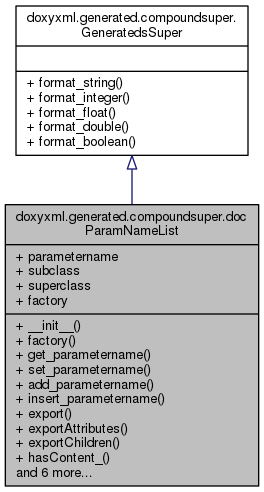 doxyxml.generated.compoundsuper.
GeneratedsSuper
+ format_string()
+ format_integer()
+ format_float()
+ format_double()
+ format_boolean()
doxyxml.generated.compoundsuper.doc
ParamNameList
+ parametername
+ subclass
+ superclass
+ factory
+ __init__()
+ factory()
+ get_parametername()
+ set_parametername()
+ add_parametername()
+ insert_parametername()
+ export()
+ exportAttributes()
+ exportChildren()
+ hasContent_()
and 6 more...